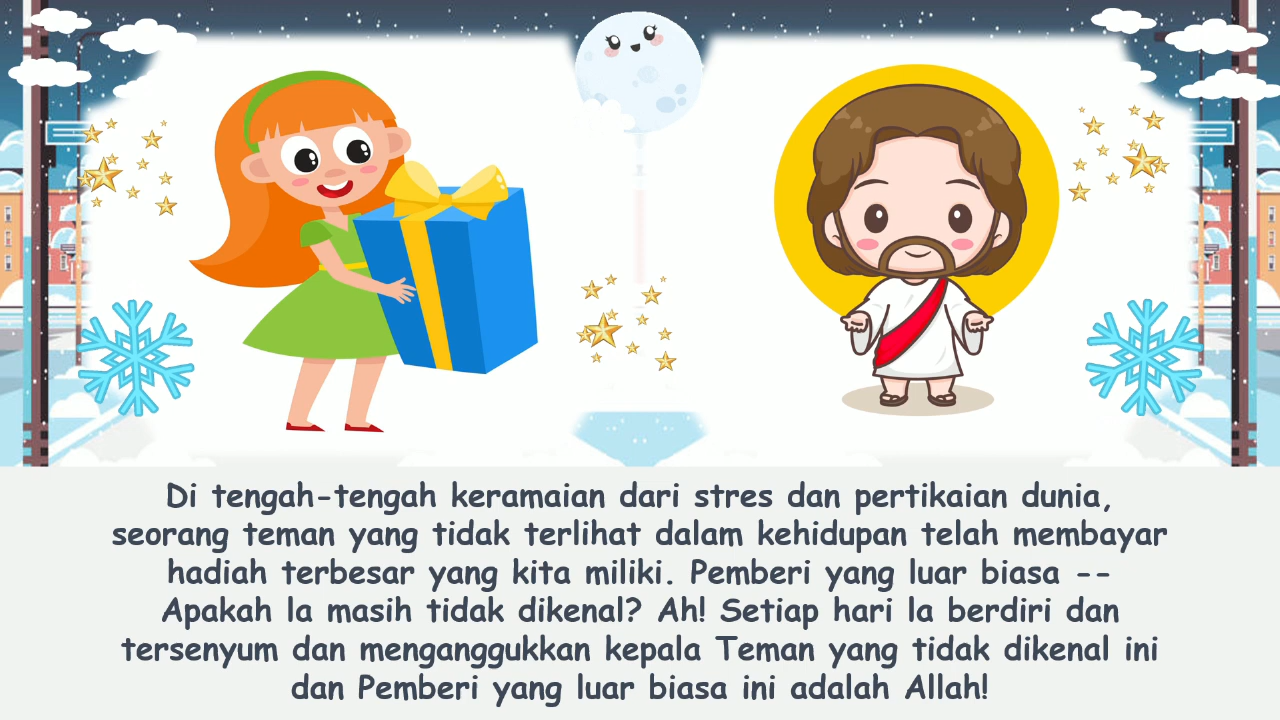 Di tengah-tengah keramaian dari stres dan pertikaian dunia,
seorang teman yang tidak terlihat dalam kehidupan telah membayar
hadiah terbesar yang kita miliki. Pemberi yang luar biasa --
Apakah la masih tidak dikenal? Ah! Setiap hari la berdiri dan
tersenyum dan menganggukkan kepala Teman yang tidak dikenal ini
dan Pemberi yang luar biasa ini adalah Allah!